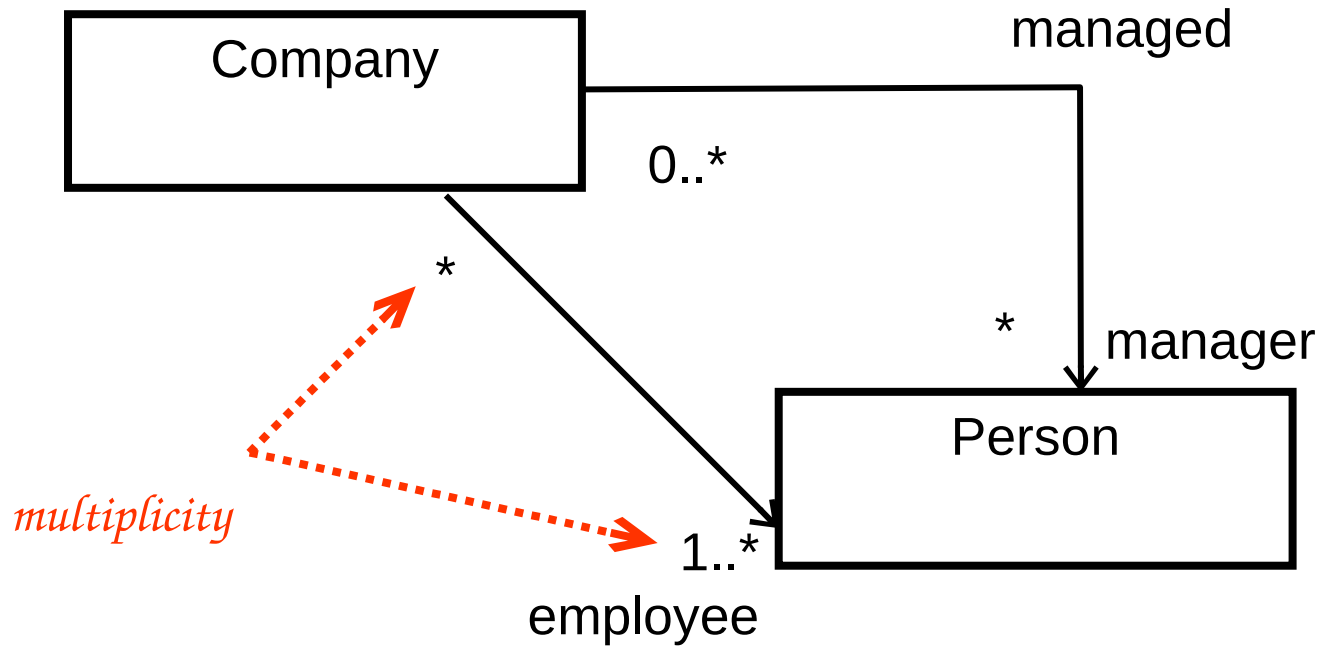 managed
Company
0..*
*
*
manager
Person
multiplicity
1..*
employee